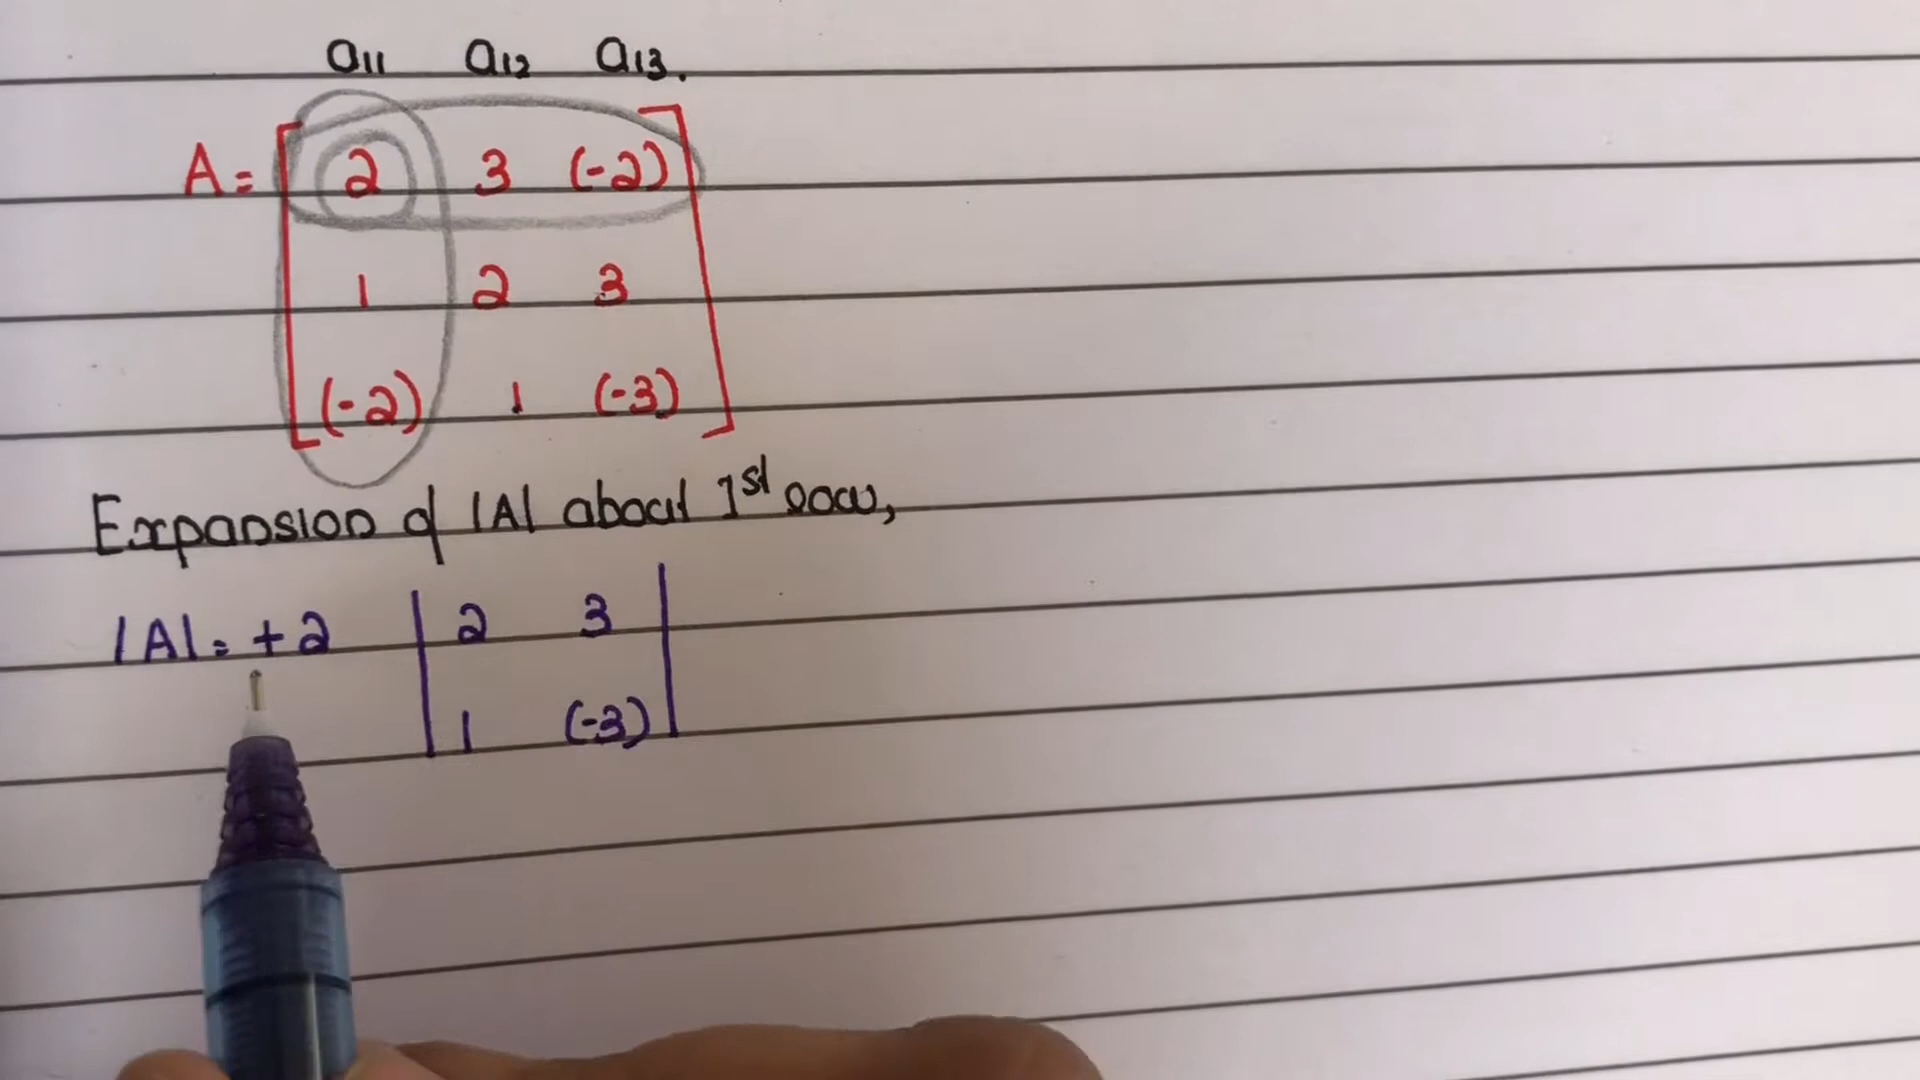 a11 a12 a13.
A= [ 2 3 (-2) ]
1 2 3
(-2) 1 (-3)
Expansion of |A| about 1st row,
|A| = +2 | 2 3 |
1 (-3)